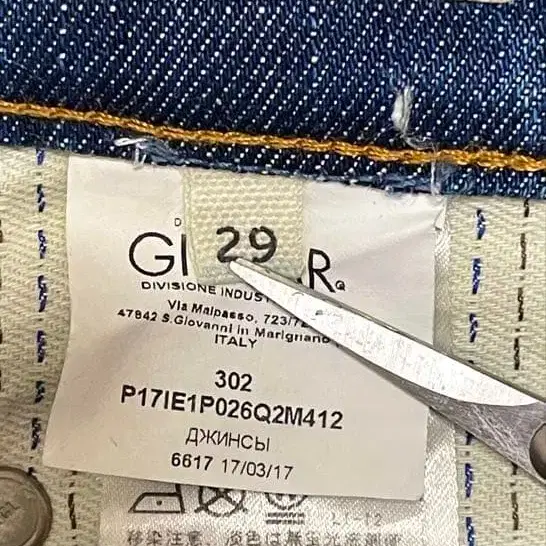 29
GI R
DIVISIONE INDUST
Via Malpasso, 723/7
47842 S.Giovanni in Marignano
ITALY
302
P17IE1P026Q2M412
ДЖИНСЫ
6617 17/03/17